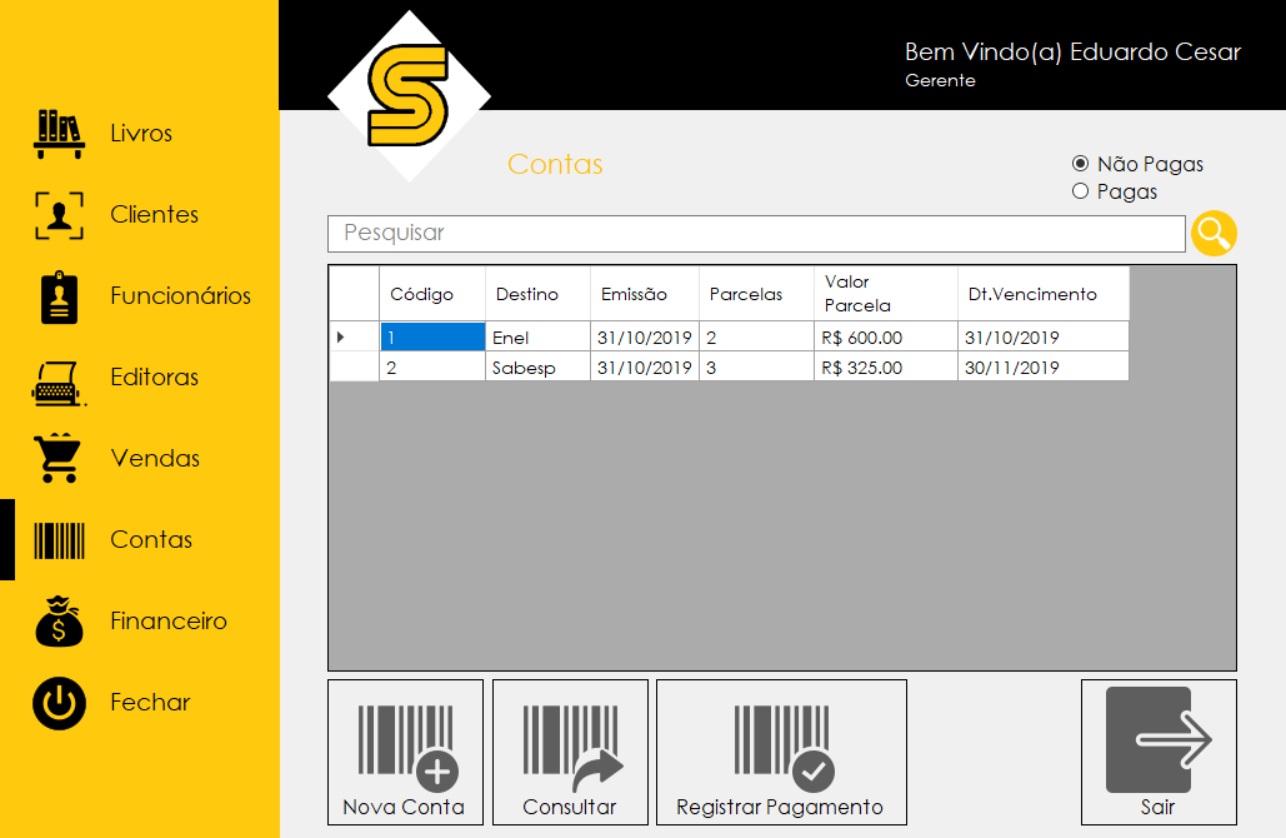 S
Bem Vindo(a) Eduardo Cesar
Gerente
Livros
Clientes
Funcionários
Editoras
Vendas
Contas
$
Financeiro
Fechar
Contas
Não Pagas
Pagas
Pesquisar
Código Destino Emissão Parcelas Valor Parcela Dt.Vencimento
1 Enel 31/10/2019 2 R$ 600.00 31/10/2019
2 Sabesp 31/10/2019 3 R$ 325.00 30/11/2019
Nova Conta
Consultar
Registrar Pagamento
Sair